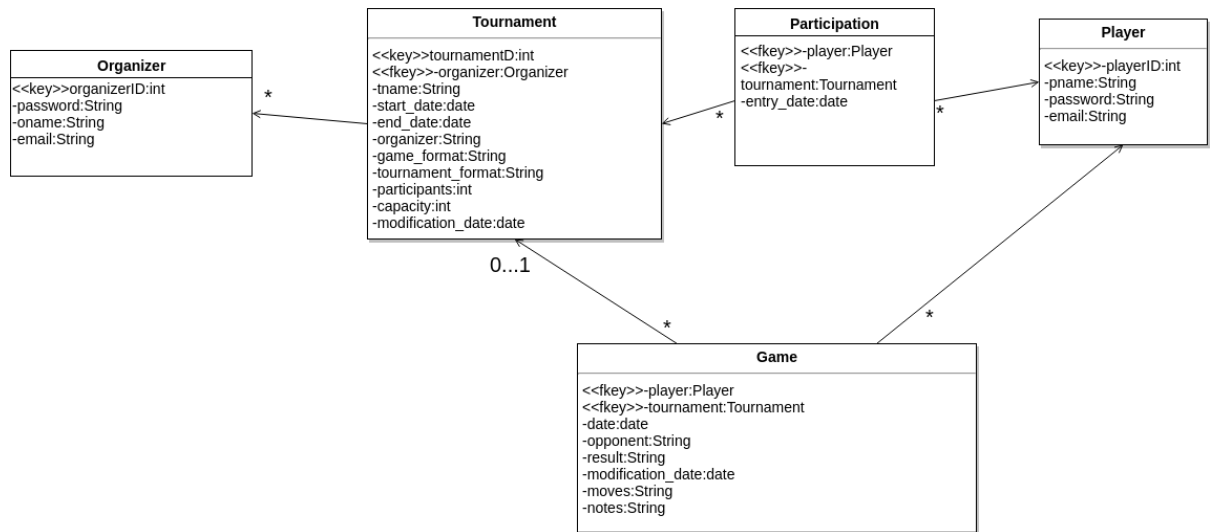 Organizer
<<key>>organizerID:int
-password:String
-oname:String
-email:String
*
Tournament
<<key>>tournamentD:int
<<fkey>>-organizer:Organizer
-tname:String
-start_date:date
-end_date:date
-organizer:String
-game_format:String
-tournament_format:String
-participants:int
-capacity:int
-modification_date:date
*
Participation
<<fkey>>-player:Player
<<fkey>>-
tournament:Tournament
-entry_date:date
*
Player
<<key>>-playerID:int
-pname:String
-password:String
-email:String
0...1
*
*
Game
<<fkey>>-player:Player
<<fkey>>-tournament:Tournament
-date:date
-opponent:String
-result:String
-modification_date:date
-moves:String
-notes:String